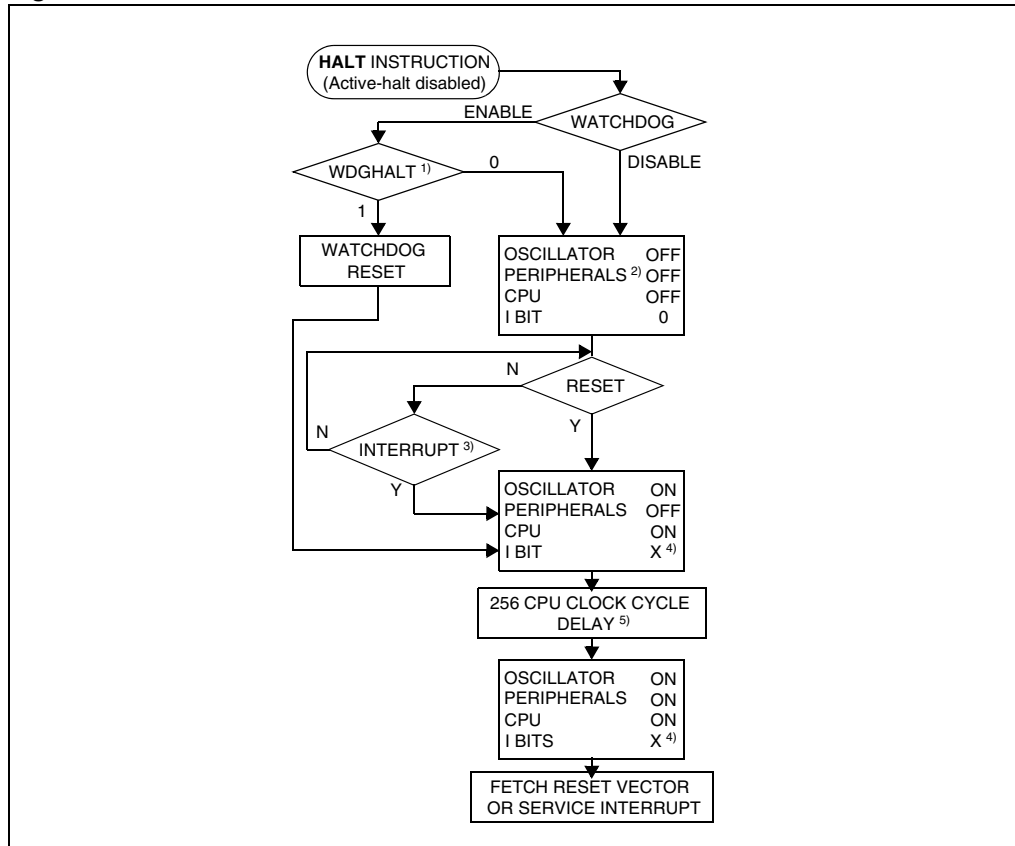 HALT INSTRUCTION
(Active-halt disabled)
ENABLE
WATCHDOG
WDGHALT 1)
0
DISABLE
1
WATCHDOG
RESET
OSCILLATOR OFF
PERIPHERALS 2) OFF
CPU OFF
I BIT 0
N
RESET
N
Y
INTERRUPT 3)
Y
OSCILLATOR ON
PERIPHERALS OFF
CPU ON
I BIT X 4)
256 CPU CLOCK CYCLE
DELAY 5)
OSCILLATOR ON
PERIPHERALS ON
CPU ON
I BITS X 4)
FETCH RESET VECTOR
OR SERVICE INTERRUPT